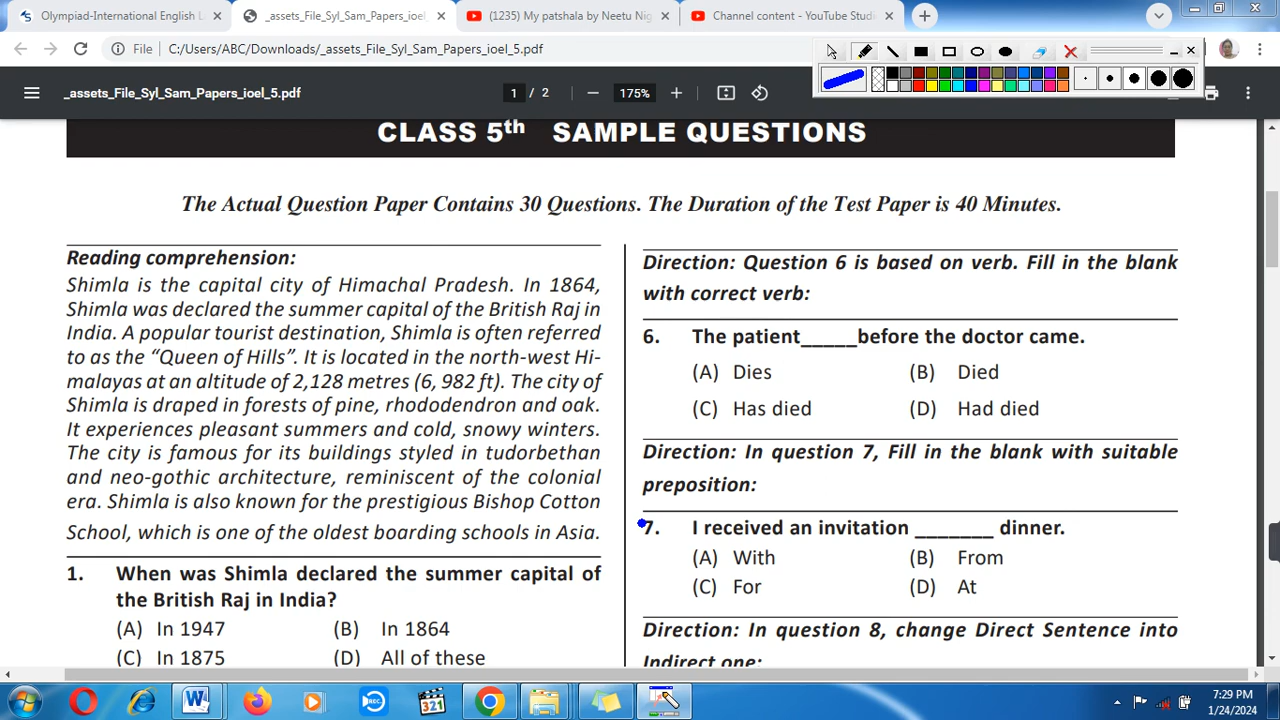 Olympiad-International English L
_assets_File_Syl_Sam_Papers_ioel_
(1235) My patshala by Neetu Nig
Channel content - YouTube Studi
File
C:/Users/ABC/Downloads/_assets_File_Syl_Sam_Papers_ioel_5.pdf
_assets_File_Syl_Sam_Papers_ioel_5.pdf
1 / 2
175%
CLASS 5th SAMPLE QUESTIONS
The Actual Question Paper Contains 30 Questions. The Duration of the Test Paper is 40 Minutes.
Reading comprehension:
Shimla is the capital city of Himachal Pradesh. In 1864,
Shimla was declared the summer capital of the British Raj in
India. A popular tourist destination, Shimla is often referred
to as the “Queen of Hills”. It is located in the north-west Hi-
malayas at an altitude of 2,128 metres (6, 982 ft). The city of
Shimla is draped in forests of pine, rhododendron and oak.
It experiences pleasant summers and cold, snowy winters.
The city is famous for its buildings styled in tudorbethan
and neo-gothic architecture, reminiscent of the colonial
era. Shimla is also known for the prestigious Bishop Cotton
School, which is one of the oldest boarding schools in Asia.
1. When was Shimla declared the summer capital of
the British Raj in India?
(A) In 1947 (B) In 1864
(C) In 1875 (D) All of these
Direction: Question 6 is based on verb. Fill in the blank
with correct verb:
6. The patient_____before the doctor came.
(A) Dies (B) Died
(C) Has died (D) Had died
Direction: In question 7, Fill in the blank with suitable
preposition:
7. I received an invitation _______ dinner.
(A) With (B) From
(C) For (D) At
Direction: In question 8, change Direct Sentence into
Indirect one:
REC
321
7:29 PM
1/24/2024